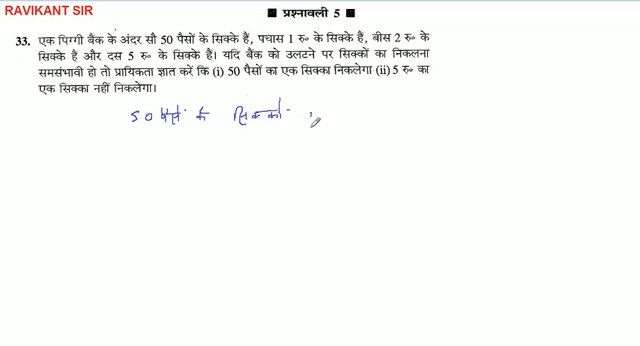 RAVIKANT SIR
■ प्रश्नावली 5 ■
33. एक पिग्गी बैंक के अंदर सौ 50 पैसों के सिक्के हैं, पचास 1 रु० के सिक्के हैं, बीस 2 रु० के
सिक्के हैं और दस 5 रु० के सिक्के हैं। यदि बैंक को उलटने पर सिक्कों का निकलना
समसंभावी हो तो प्रायिकता ज्ञात करें कि (i) 50 पैसों का एक सिक्का निकलेगा (ii) 5 रु० का
एक सिक्का नहीं निकलेगा।
50 पैसों के सिक्कों